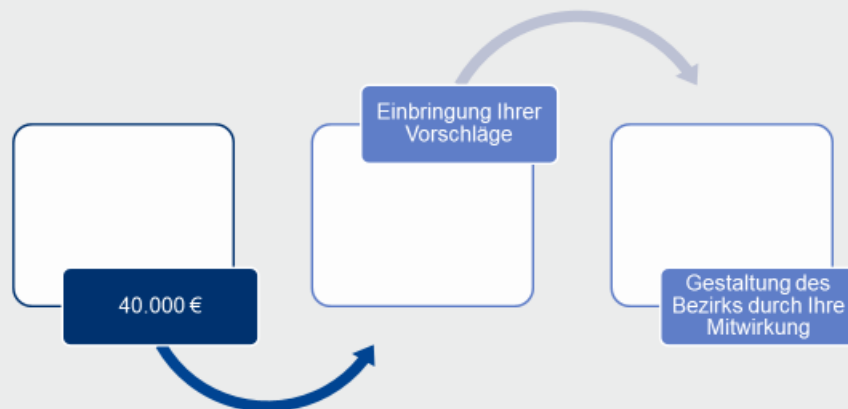 40.000 €
Einbringung Ihrer
Vorschläge
Gestaltung des
Bezirks durch Ihre
Mitwirkung